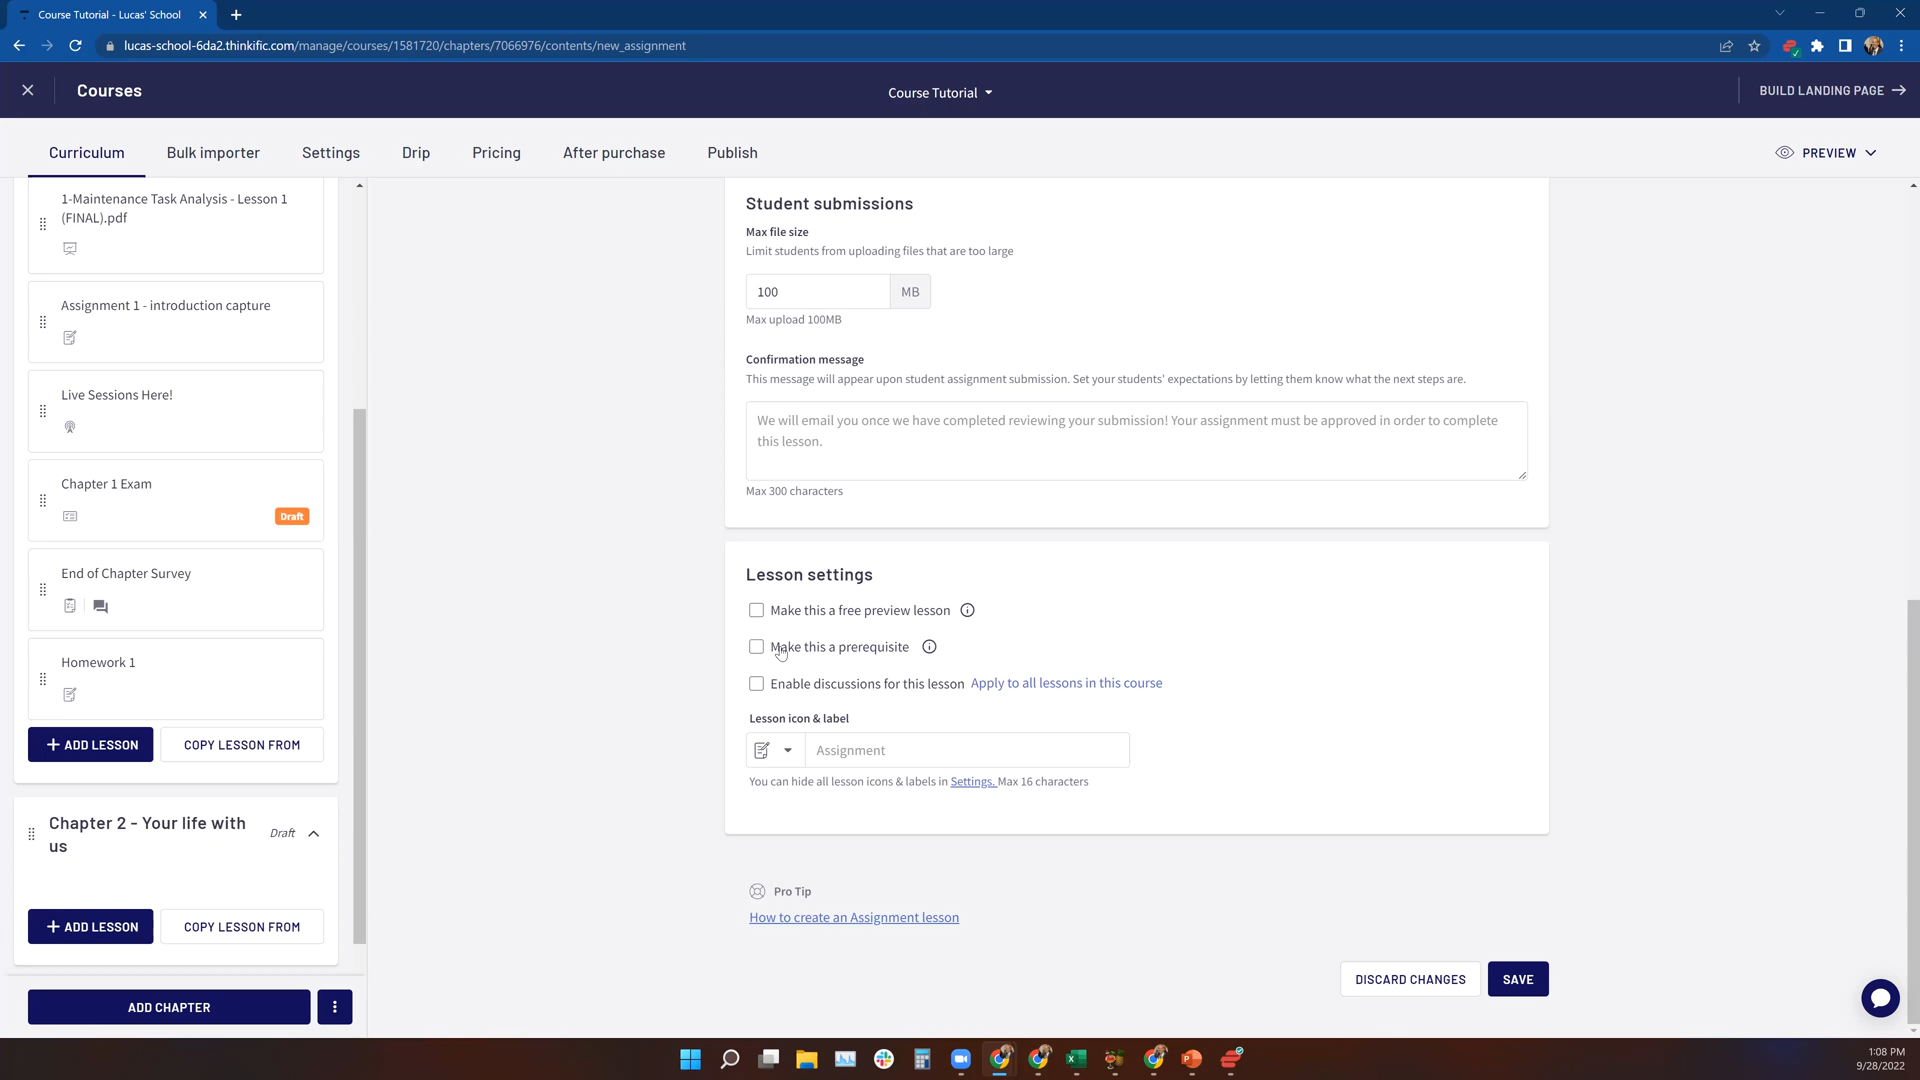 Course Tutorial - Lucas' School
lucas-school-6da2.thinkific.com/manage/courses/1581720/chapters/7066976/contents/new_assignment
Courses
Course Tutorial
BUILD LANDING PAGE
Curriculum
Bulk importer
Settings
Drip
Pricing
After purchase
Publish
PREVIEW
1-Maintenance Task Analysis - Lesson 1
(FINAL).pdf
Assignment 1 - introduction capture
Live Sessions Here!
Chapter 1 Exam
Draft
End of Chapter Survey
Homework 1
+ ADD LESSON
COPY LESSON FROM
Chapter 2 - Your life with
us
Draft
+ ADD LESSON
COPY LESSON FROM
ADD CHAPTER
Student submissions
Max file size
Limit students from uploading files that are too large
100
MB
Max upload 100MB
Confirmation message
This message will appear upon student assignment submission. Set your students' expectations by letting them know what the next steps are.
We will email you once we have completed reviewing your submission! Your assignment must be approved in order to complete
this lesson.
Max 300 characters
Lesson settings
Make this a free preview lesson
Make this a prerequisite
Enable discussions for this lesson Apply to all lessons in this course
Lesson icon & label
Assignment
You can hide all lesson icons & labels in Settings. Max 16 characters
Pro Tip
How to create an Assignment lesson
DISCARD CHANGES
SAVE
1:08 PM
9/28/2022